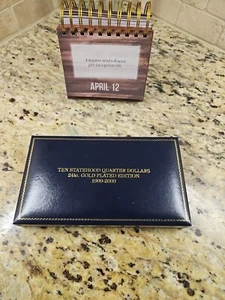 APRIL 12
TEN STATEHOOD QUARTER DOLLARS
24kt. GOLD PLATED EDITION
1999-2000